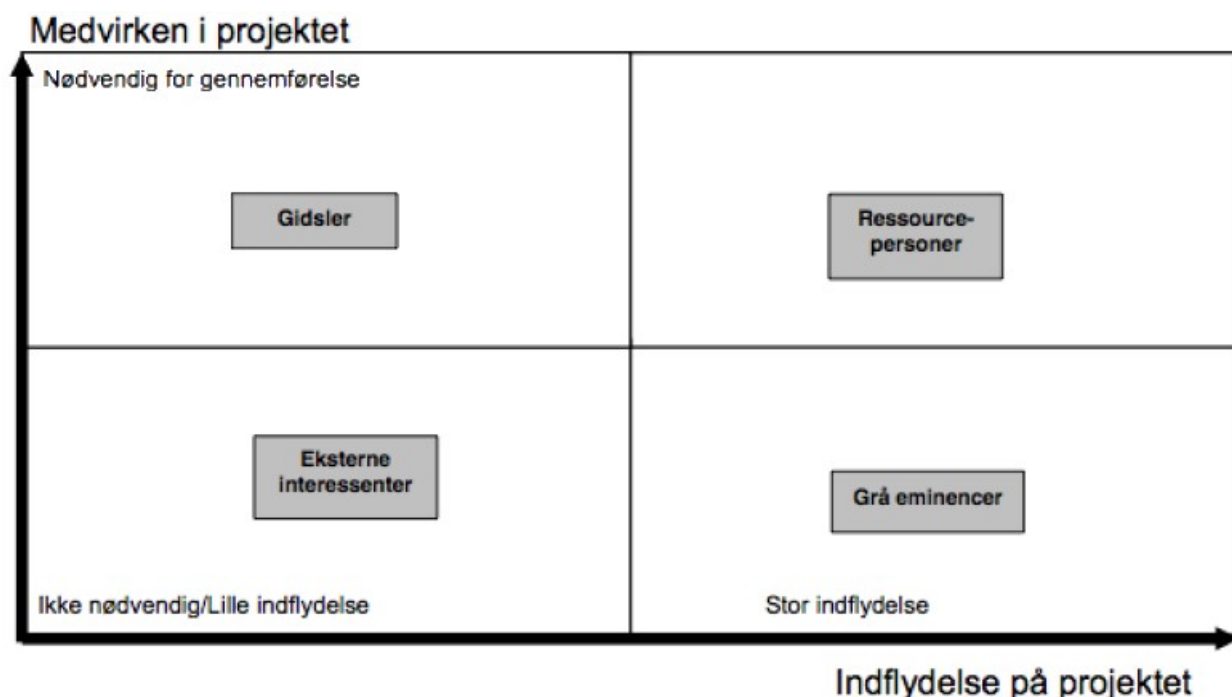 Medvirken i projektet
Nødvendig for gennemførelse
Gidsler
Ressource-
personer
Eksterne
interessenter
Grå eminencer
Ikke nødvendig/Lille indflydelse
Stor indflydelse
Indflydelse på projektet